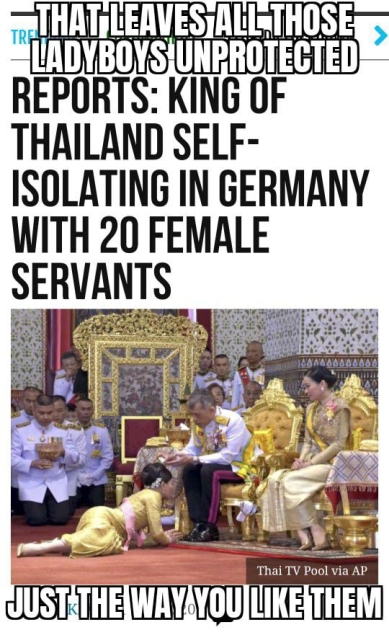 THAT LEAVES ALL THOSE
LADYBOYS UNPROTECTED
REPORTS: KING OF
THAILAND SELF-
ISOLATING IN GERMANY
WITH 20 FEMALE
SERVANTS
Thai TV Pool via AP
JUST THE WAY YOU LIKE THEM